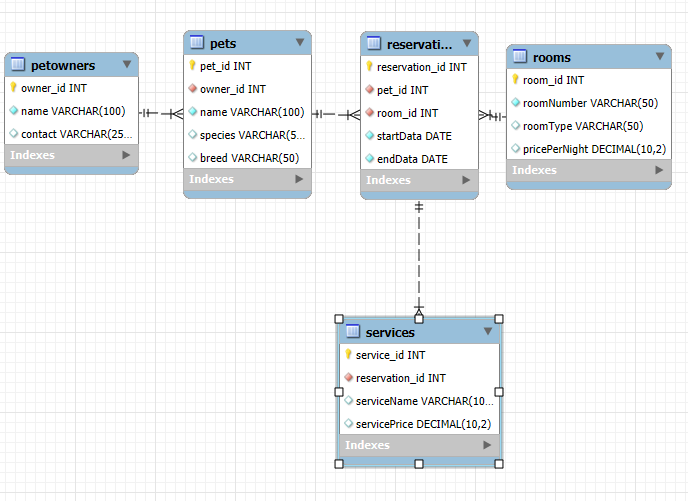 petowners
owner_id INT
name VARCHAR(100)
contact VARCHAR(25...
Indexes
pets
pet_id INT
owner_id INT
name VARCHAR(100)
species VARCHAR(5...
breed VARCHAR(50)
Indexes
reservati...
reservation_id INT
pet_id INT
room_id INT
startData DATE
endData DATE
Indexes
rooms
room_id INT
roomNumber VARCHAR(50)
roomType VARCHAR(50)
pricePerNight DECIMAL(10,2)
Indexes
services
service_id INT
reservation_id INT
serviceName VARCHAR(10...
servicePrice DECIMAL(10,2)
Indexes